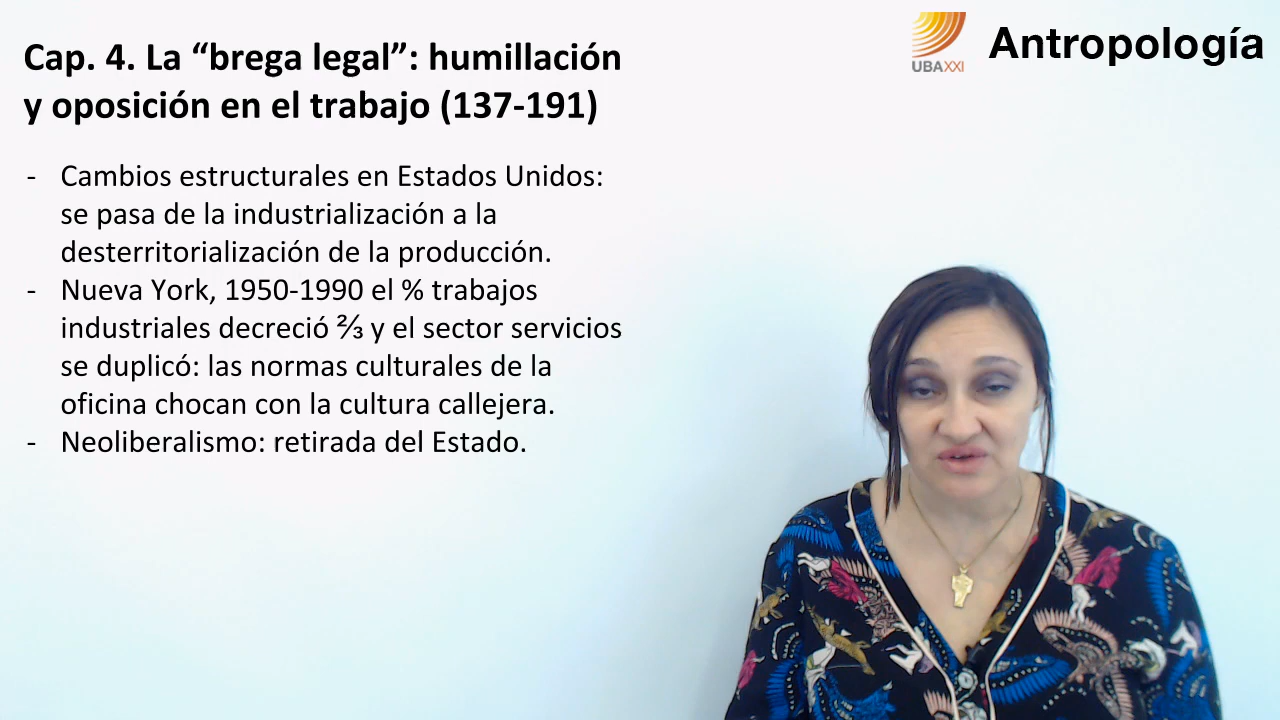 Cap. 4. La “brega legal”: humillación
y oposición en el trabajo (137-191)
- Cambios estructurales en Estados Unidos:
se pasa de la industrialización a la
desterritorialización de la producción.
- Nueva York, 1950-1990 el % trabajos
industriales decreció ⅔ y el sector servicios
se duplicó: las normas culturales de la
oficina chocan con la cultura callejera.
- Neoliberalismo: retirada del Estado.
UBAXXI
Antropología